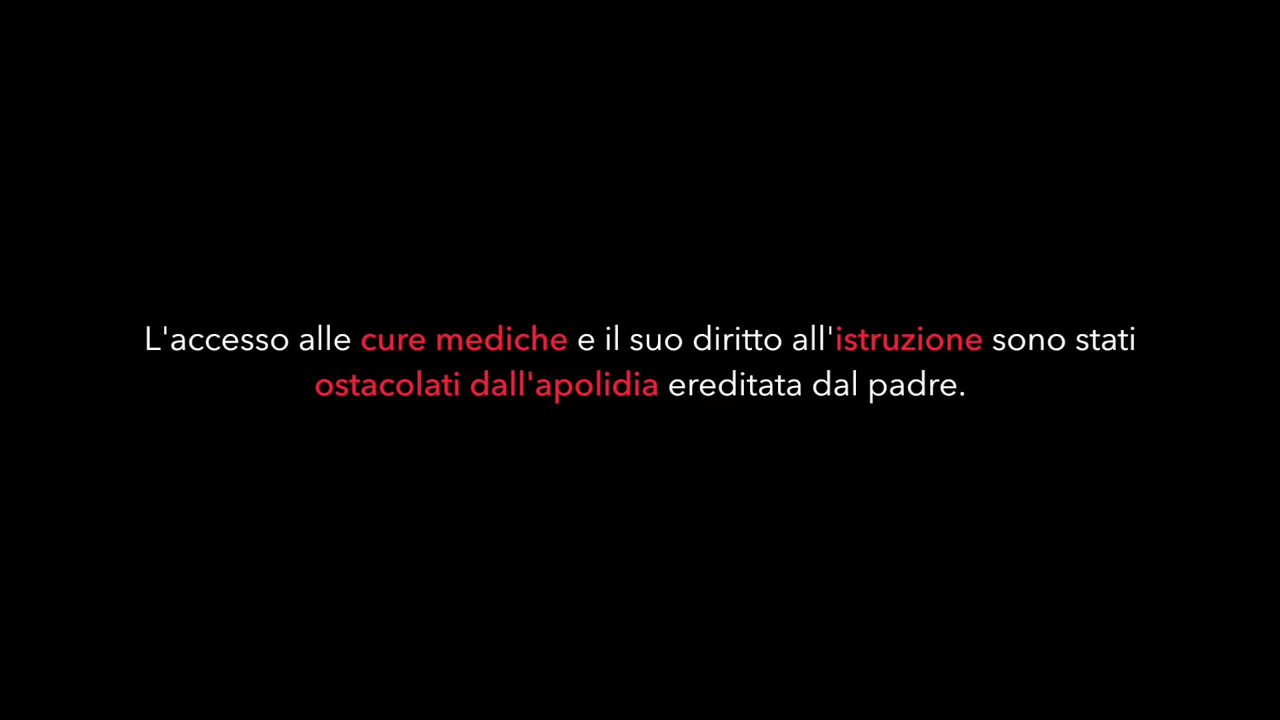 L'accesso alle cure mediche e il suo diritto all'istruzione sono stati
ostacolati dall'apolidia ereditata dal padre.